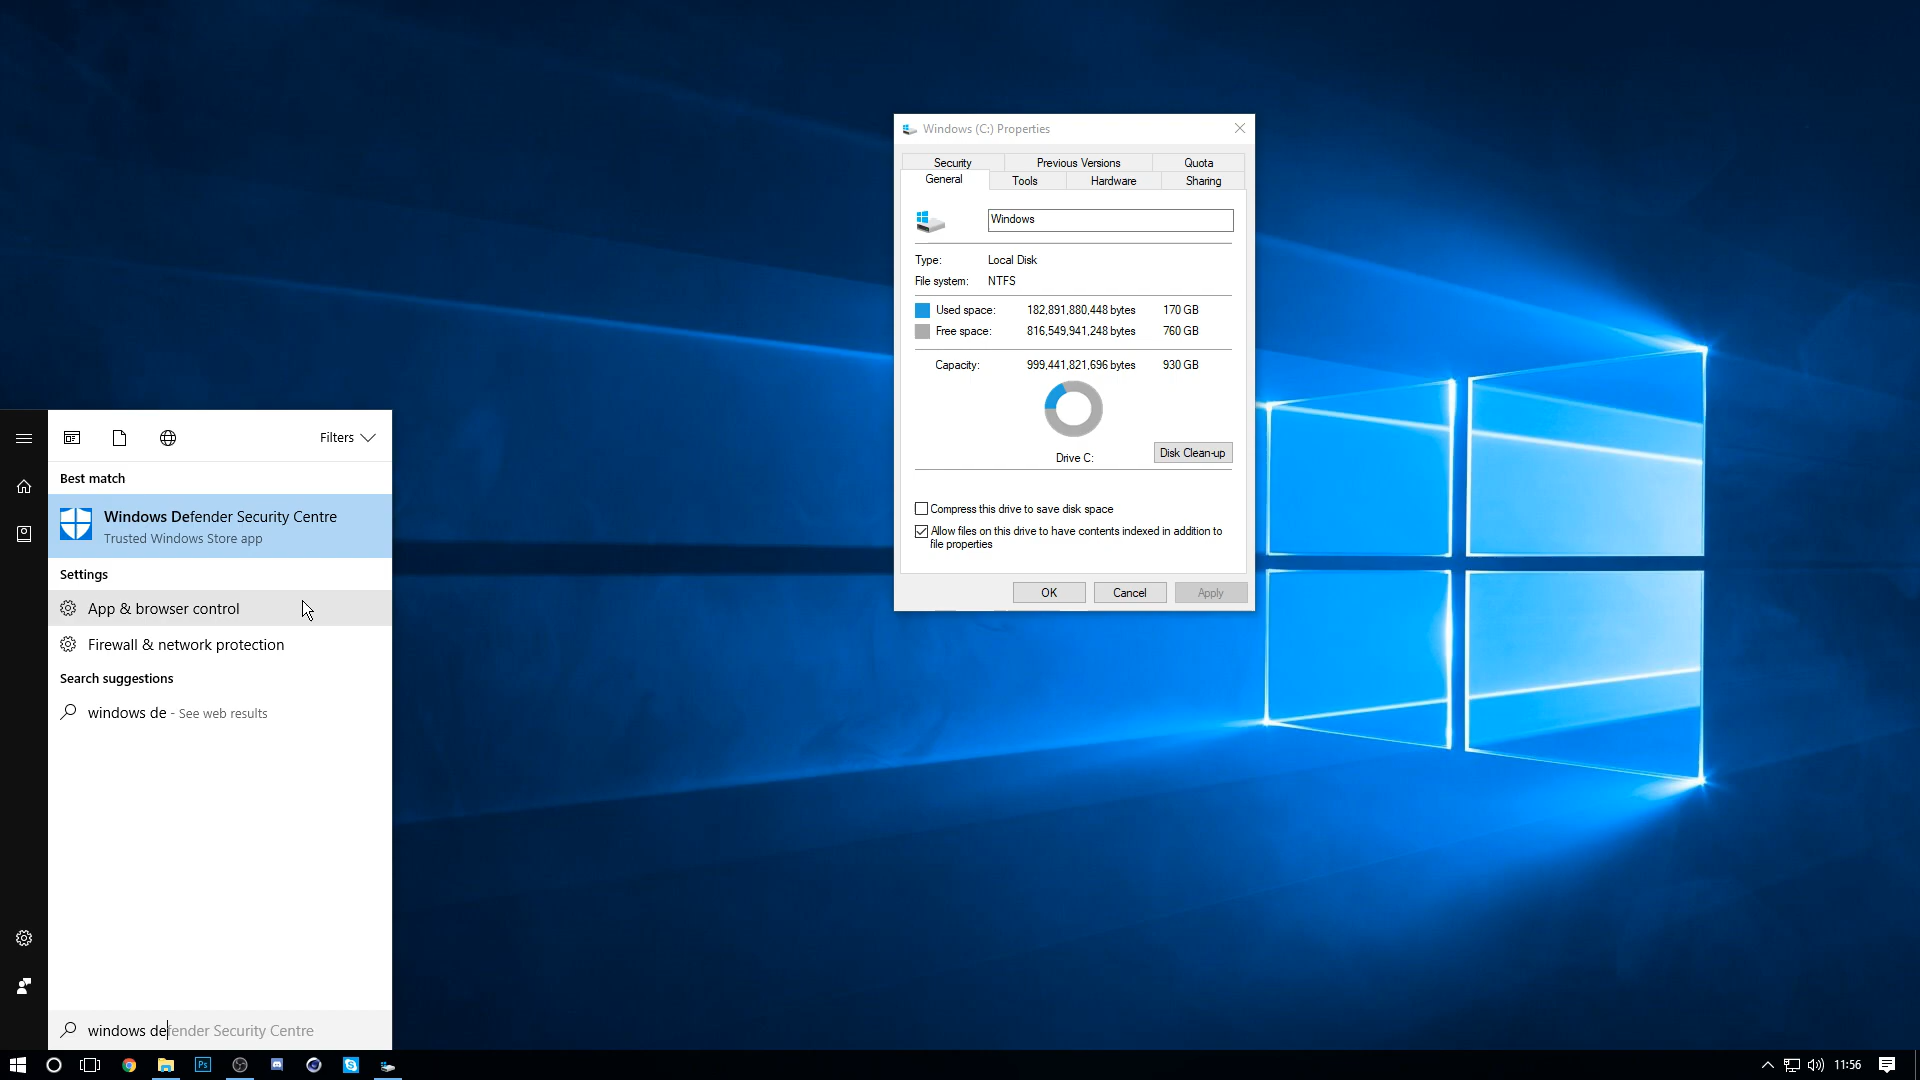 Windows (C:) Properties
Security
Previous Versions
Quota
General
Tools
Hardware
Sharing
Windows
Type: Local Disk
File system: NTFS
Used space: 182,891,880,448 bytes 170 GB
Free space: 816,549,941,248 bytes 760 GB
Capacity: 999,441,821,696 bytes 930 GB
Drive C:
Disk Clean-up
Compress this drive to save disk space
Allow files on this drive to have contents indexed in addition to
file properties
OK
Cancel
Apply
Filters
Best match
Windows Defender Security Centre
Trusted Windows Store app
Settings
App & browser control
Firewall & network protection
Search suggestions
windows de - See web results
windows defender Security Centre
Ps
11:56